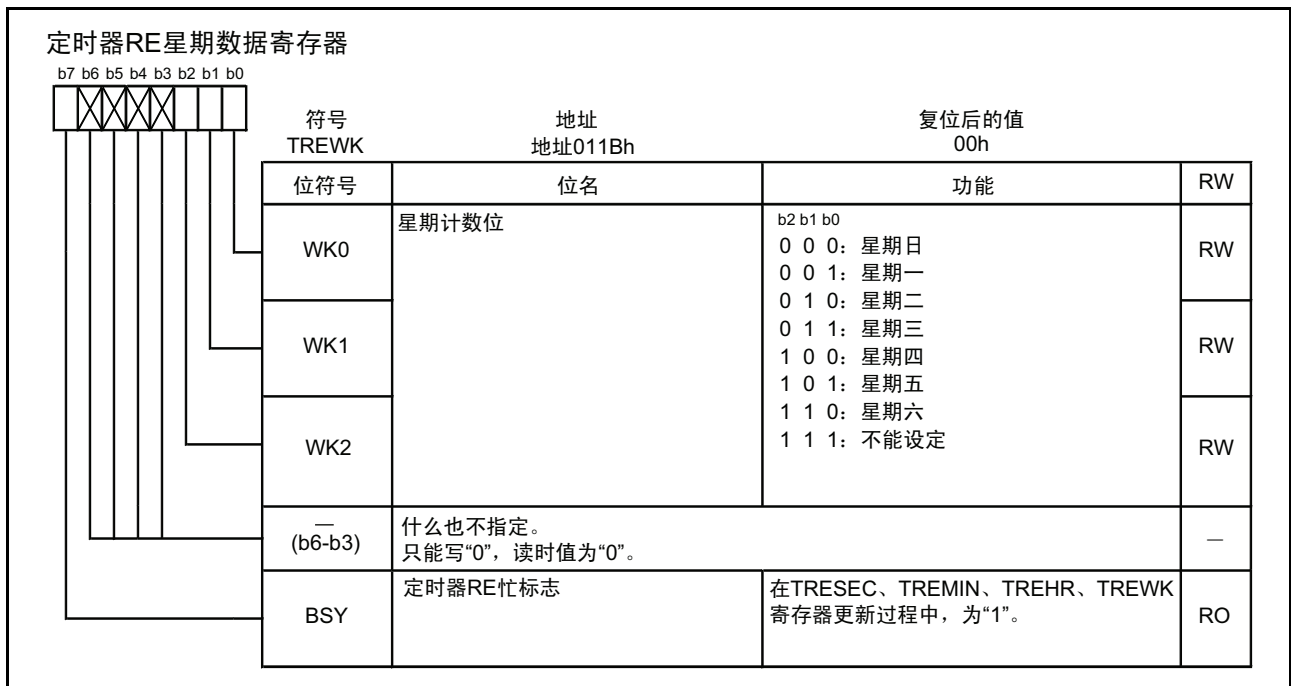 定时器RE星期数据寄存器
b7 b6 b5 b4 b3 b2 b1 b0
符号 地址 复位后的值
TREWK 地址011Bh 00h
位符号 位名 功能 RW
WK0 星期计数位 RW
b2 b1 b0
0 0 0：星期日
0 0 1：星期一
0 1 0：星期二
0 1 1：星期三
1 0 0：星期四
1 0 1：星期五
1 1 0：星期六
1 1 1：不能设定
WK1 RW
WK2 RW
—
(b6-b3)
什么也不指定。
只能写“0”，读时值为“0”。
—
BSY
定时器RE忙标志
在TRESEC、TREMIN、TREHR、TREWK
寄存器更新过程中，为“1”。
RO